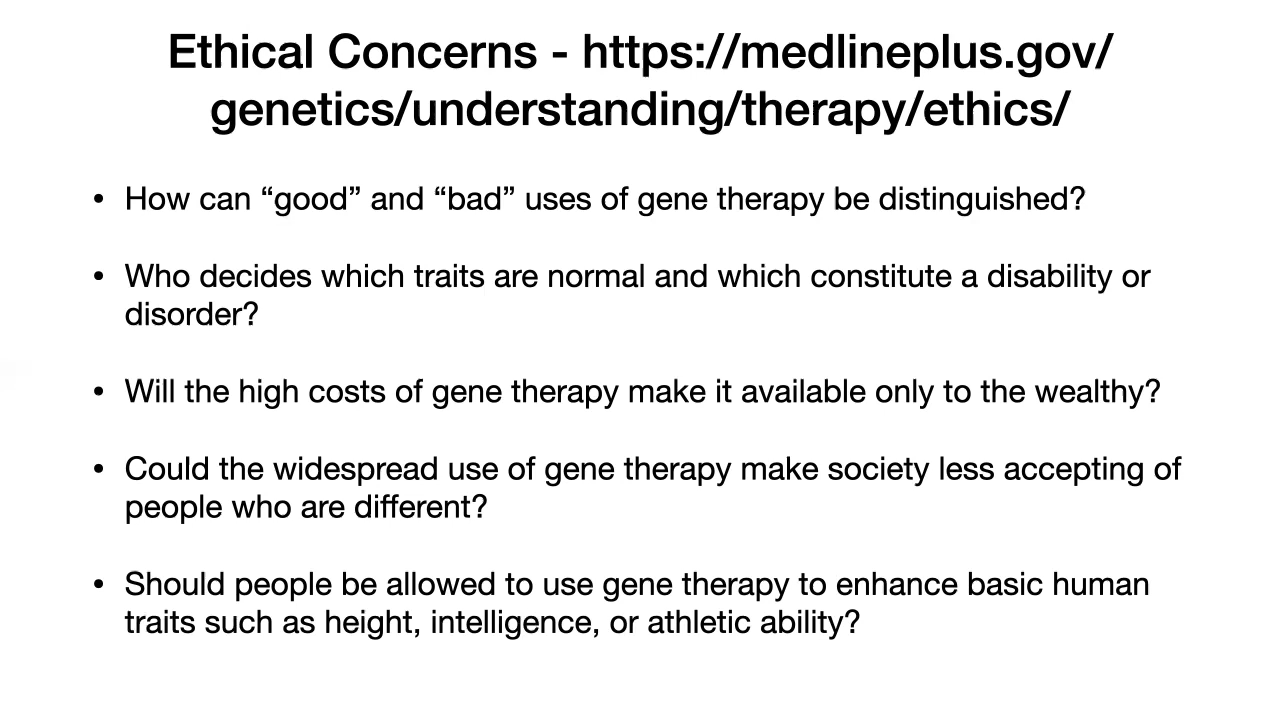 Ethical Concerns - https://medlineplus.gov/
genetics/understanding/therapy/ethics/
• How can “good” and “bad” uses of gene therapy be distinguished?
• Who decides which traits are normal and which constitute a disability or
disorder?
• Will the high costs of gene therapy make it available only to the wealthy?
• Could the widespread use of gene therapy make society less accepting of
people who are different?
• Should people be allowed to use gene therapy to enhance basic human
traits such as height, intelligence, or athletic ability?